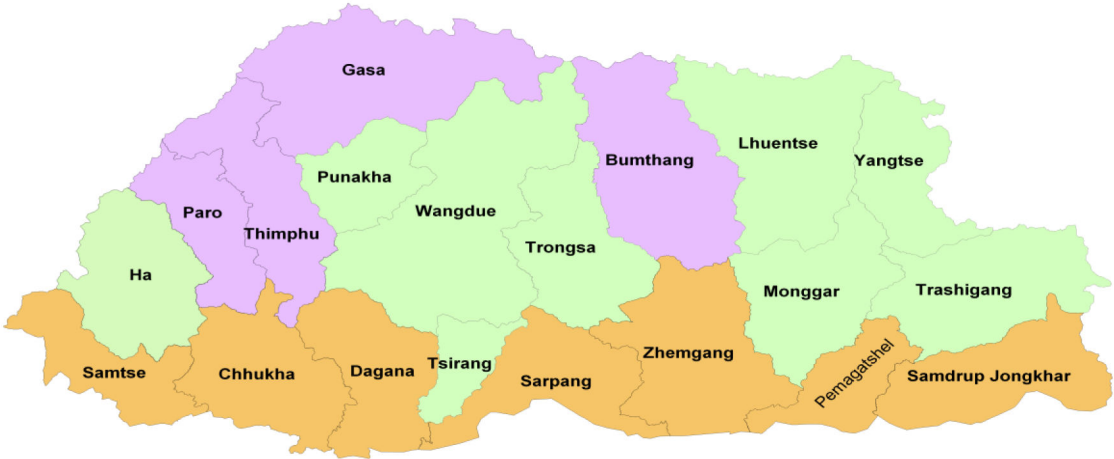 Gasa
Lhuentse
Bumthang
Yangtse
Punakha
Paro
Wangdue
Thimphu
Trongsa
Ha
Monggar
Trashigang
Zhemgang
Tsirang
Samtse
Chhukha
Dagana
Sarpang
Pemagatshel
Samdrup Jongkhar